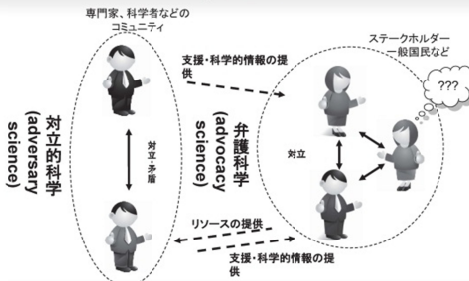 専門家、科学者などの
コミュニティ
ステークホルダー
一般国民など
???
支援・科学的情報の提
供
対立的科学
(adversary
science)
対立・矛盾
弁護科学
(advocacy
science)
対立
リソースの提供
支援・科学的情報の提
供